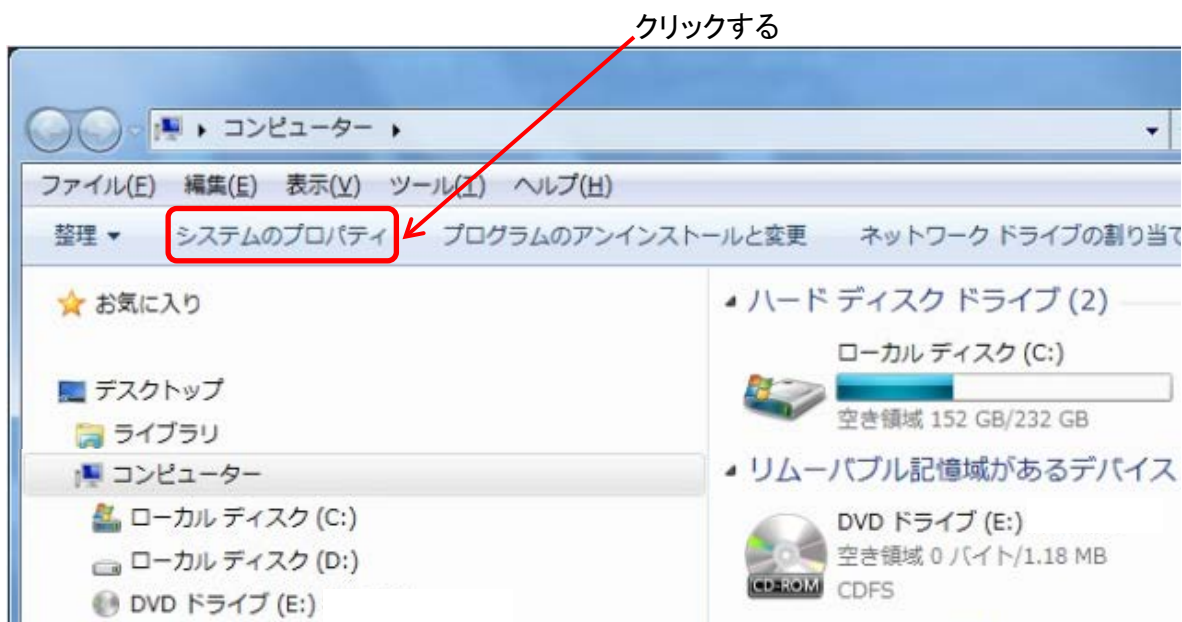 クリックする
コンピューター
ファイル(F) 編集(E) 表示(V) ツール(T) ヘルプ(H)
整理 システムのプロパティ プログラムのアンインストールと変更 ネットワーク ドライブの割り当て
お気に入り
デスクトップ
ライブラリ
コンピューター
ローカル ディスク (C:)
ローカル ディスク (D:)
DVD ドライブ (E:)
ハード ディスク ドライブ (2)
ローカル ディスク (C:)
空き領域 152 GB/232 GB
リムーバブル記憶域があるデバイス
DVD ドライブ (E:)
空き領域 0 バイト/1.18 MB
CD-ROM
CDFS